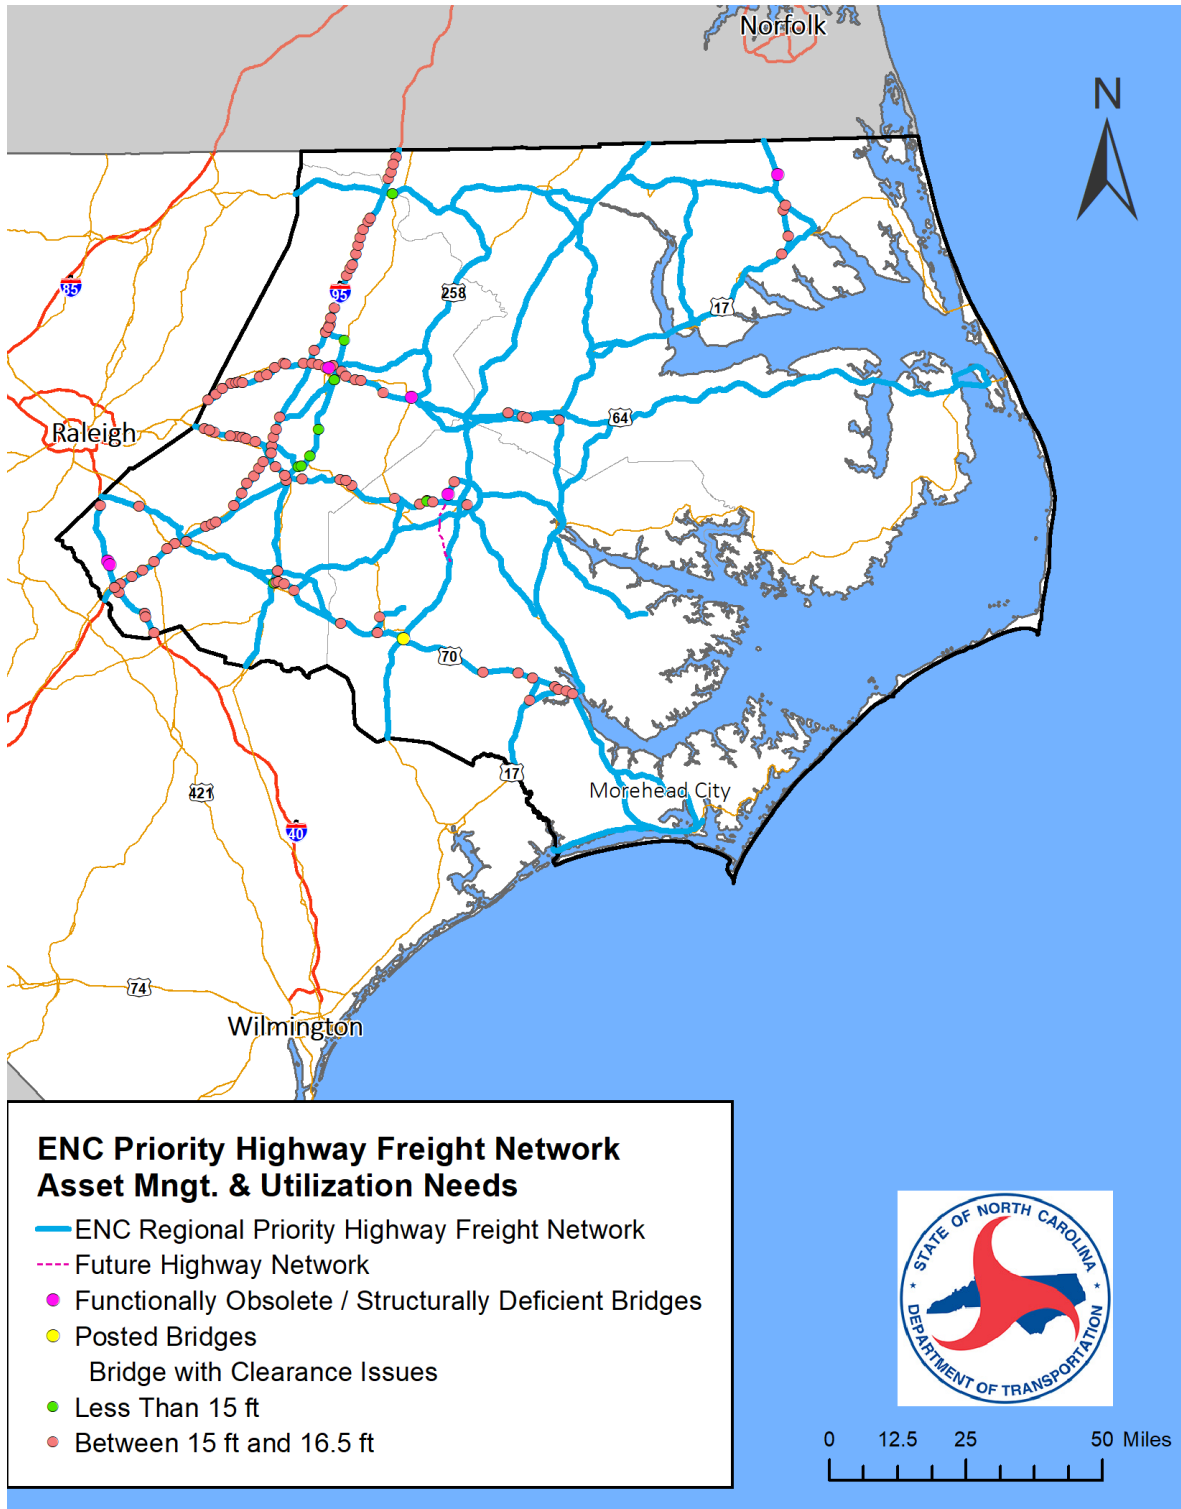 Norfolk
N
85
95
258
17
Raleigh
64
70
17
Morehead City
421
40
74
Wilmington
ENC Priority Highway Freight Network
Asset Mngt. & Utilization Needs
ENC Regional Priority Highway Freight Network
Future Highway Network
Functionally Obsolete / Structurally Deficient Bridges
Posted Bridges
Bridge with Clearance Issues
Less Than 15 ft
Between 15 ft and 16.5 ft
STATE OF NORTH CAROLINA
DEPARTMENT OF TRANSPORTATION
0 12.5 25 50 Miles